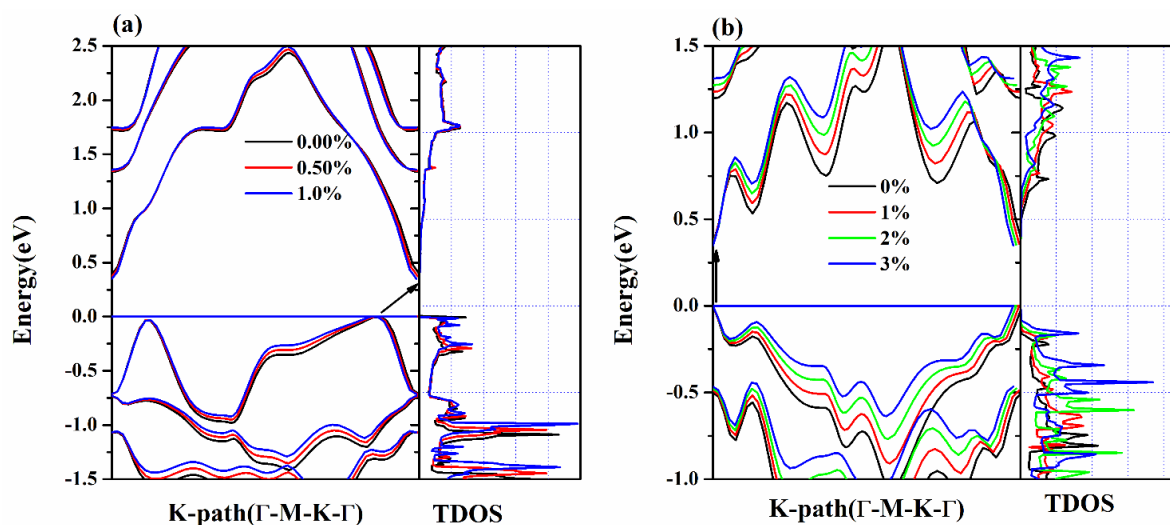 (a)
2.5
2.0
1.5
1.0
0.5
0.0
-0.5
-1.0
-1.5
Energy(eV)
0.00%
0.50%
1.0%
K-path(Γ-M-K-Γ)
TDOS
(b)
1.5
1.0
0.5
0.0
-0.5
-1.0
Energy(eV)
0%
1%
2%
3%
K-path(Γ-M-K-Γ)
TDOS